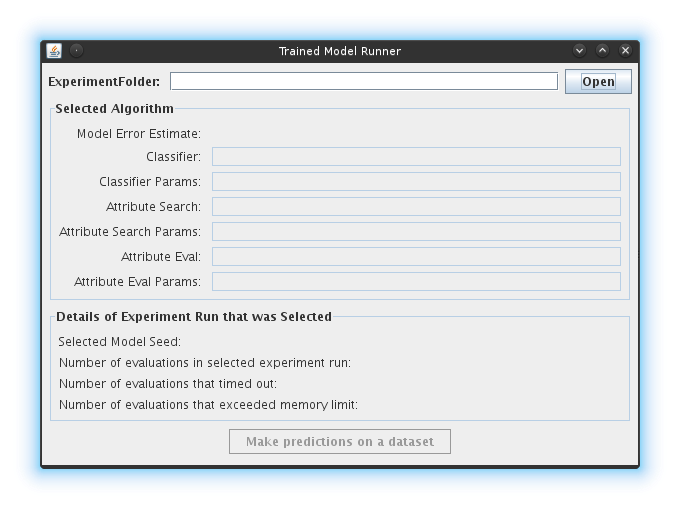 Trained Model Runner
ExperimentFolder: Open
Selected Algorithm
Model Error Estimate:
Classifier:
Classifier Params:
Attribute Search:
Attribute Search Params:
Attribute Eval:
Attribute Eval Params:
Details of Experiment Run that was Selected
Selected Model Seed:
Number of evaluations in selected experiment run:
Number of evaluations that timed out:
Number of evaluations that exceeded memory limit:
Make predictions on a dataset